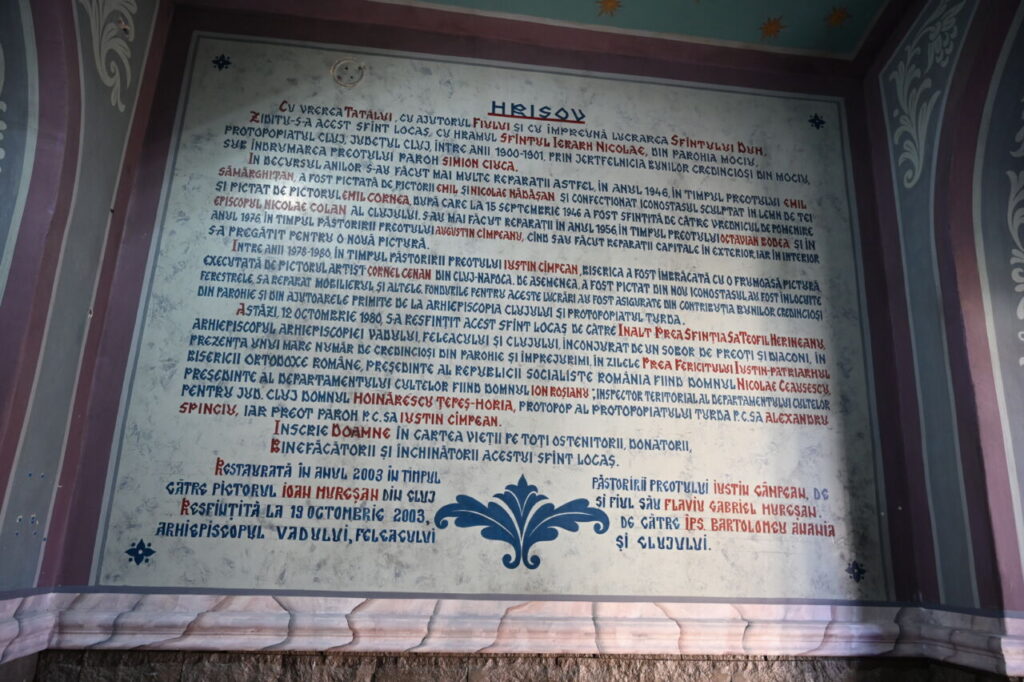 HRISOV
CU VREREA TATĂLUI, CU AJUTORUL FIULUI ȘI CU ÎMPREUNĂ LUCRAREA SFÎNTULUI DUH,
ZIDITU-S-A ACEST SFÎNT LOCAȘ, CU HRAMUL SFÎNTUL IERARH NICOLAE, DIN PAROHIA MOCIU,
PROTOPOPIATUL CLUJ, JUDEȚUL CLUJ, ÎNTRE ANII 1900-1901, PRIN JERTFELNICIA BUNILOR CREDINCIOȘI DIN MOCIU,
SUB ÎNDRUMAREA PREOTULUI PAROH SIMION CIUCA.
ÎN DECURSUL ANILOR S-AU FĂCUT MAI MULTE REPARAȚII ASTFEL, ÎN ANUL 1946, ÎN TIMPUL PREOTULUI EMIL
SĂMĂRGHIȚAN, A FOST PICTATĂ DE PICTORII EMIL ȘI NICOLAE NĂDĂȘAN ȘI CONFECȚIONAT ICONOSTASUL SCULPTAT ÎN LEMN DE TEI
ȘI PICTAT DE PICTORUL EMIL CORNEA, DUPĂ CARE LA 15 SEPTEMBRIE 1946 A FOST SFINȚITĂ DE CĂTRE VREDNICUL DE POMENIRE
EPISCOPUL NICOLAE COLAN AL CLUJULUI. S-AU MAI FĂCUT REPARAȚII ÎN ANUL 1956, ÎN TIMPUL PREOTULUI OCTAVIAN BODEA ȘI ÎN
ANUL 1976, ÎN TIMPUL PĂSTORIRII PREOTULUI AUGUSTIN CÎMPEANU, CÎND S-AU FĂCUT REPARAȚII CAPITALE ÎN EXTERIOR, IAR ÎN INTERIOR
S-A PREGĂTIT PENTRU O NOUĂ PICTURĂ.
ÎNTRE ANII 1978-1980, ÎN TIMPUL PĂSTORIRII PREOTULUI IUSTIN CÎMPEAN, BISERICA A FOST ÎMBRĂCATĂ CU O FRUMOASĂ PICTURĂ,
EXECUTATĂ DE PICTORUL ARTIST CORNEL CENAN DIN CLUJ-NAPOCA. DE ASEMENEA, A FOST PICTAT DIN NOU ICONOSTASUL, AU FOST ÎNLOCUITE
FERESTRELE, S-A REPARAT MOBILIERUL ȘI ALTELE. FONDURILE PENTRU ACESTE LUCRĂRI AU FOST ASIGURATE DIN CONTRIBUȚIA BUNILOR CREDINCIOȘI
DIN PAROHIE ȘI DIN AJUTOARELE PRIMITE DE LA ARHIEPISCOPIA CLUJULUI ȘI PROTOPOPIATUL TURDA.
ASTĂZI, 12 OCTOMBRIE 1980, S-A RESFINȚIT ACEST SFÎNT LOCAȘ DE CĂTRE ÎNALT PREA SFINȚIA SA TEOFIL HERINEANU,
ARHIEPISCOPUL ARHIEPISCOPIEI VADULUI, FELEACULUI ȘI CLUJULUI, ÎNCONJURAT DE UN SOBOR DE PREOȚI ȘI DIACONI, ÎN
PREZENȚA UNUI MARE NUMĂR DE CREDINCIOȘI DIN PAROHIE ȘI ÎMPREJURIMI, ÎN ZILELE PREA FERICITULUI IUSTIN-PATRIARHUL
BISERICII ORTODOXE ROMÂNE, PREȘEDINTE AL REPUBLICII SOCIALISTE ROMÂNIA FIIND DOMNUL NICOLAE CEAUȘESCU,
PREȘEDINTE AL DEPARTAMENTULUI CULTELOR FIIND DOMNUL ION ROȘIANU; INSPECTOR TERITORIAL AL DEPARTAMENTULUI CULTELOR,
PENTRU JUD. CLUJ DOMNUL HOINĂRESCU ȚEPEȘ-HORIA, PROTOPOP AL PROTOPOPIATULUI TURDA P.C. SA ALEXANDRU
SPINCIU, IAR PREOT PAROH P.C. SA IUSTIN CÎMPEAN.
ÎNSCRIE DOAMNE ÎN CARTEA VIEȚII PE TOȚI OSTENITORII, DONATORII,
BINEFĂCĂTORII ȘI ÎNCHINĂTORII ACESTUI SFÎNT LOCAȘ.
RESTAURATĂ ÎN ANUL 2003 ÎN TIMPUL PĂSTORIRII PREOTULUI IUSTIN CÂNPEAN, DE
CĂTRE PICTORUL IOAN MUREȘAN DIN CLUJ ȘI FIUL SĂU FLAVIU GABRIEL MUREȘAN.
RESFIINȚITĂ LA 19 OCTOMBRIE 2003, DE CĂTRE ÎPS. BARTOLOMEU ANANIA
ARHIEPISCOPUL VADULUI, FELEACULUI ȘI CLUJULUI.